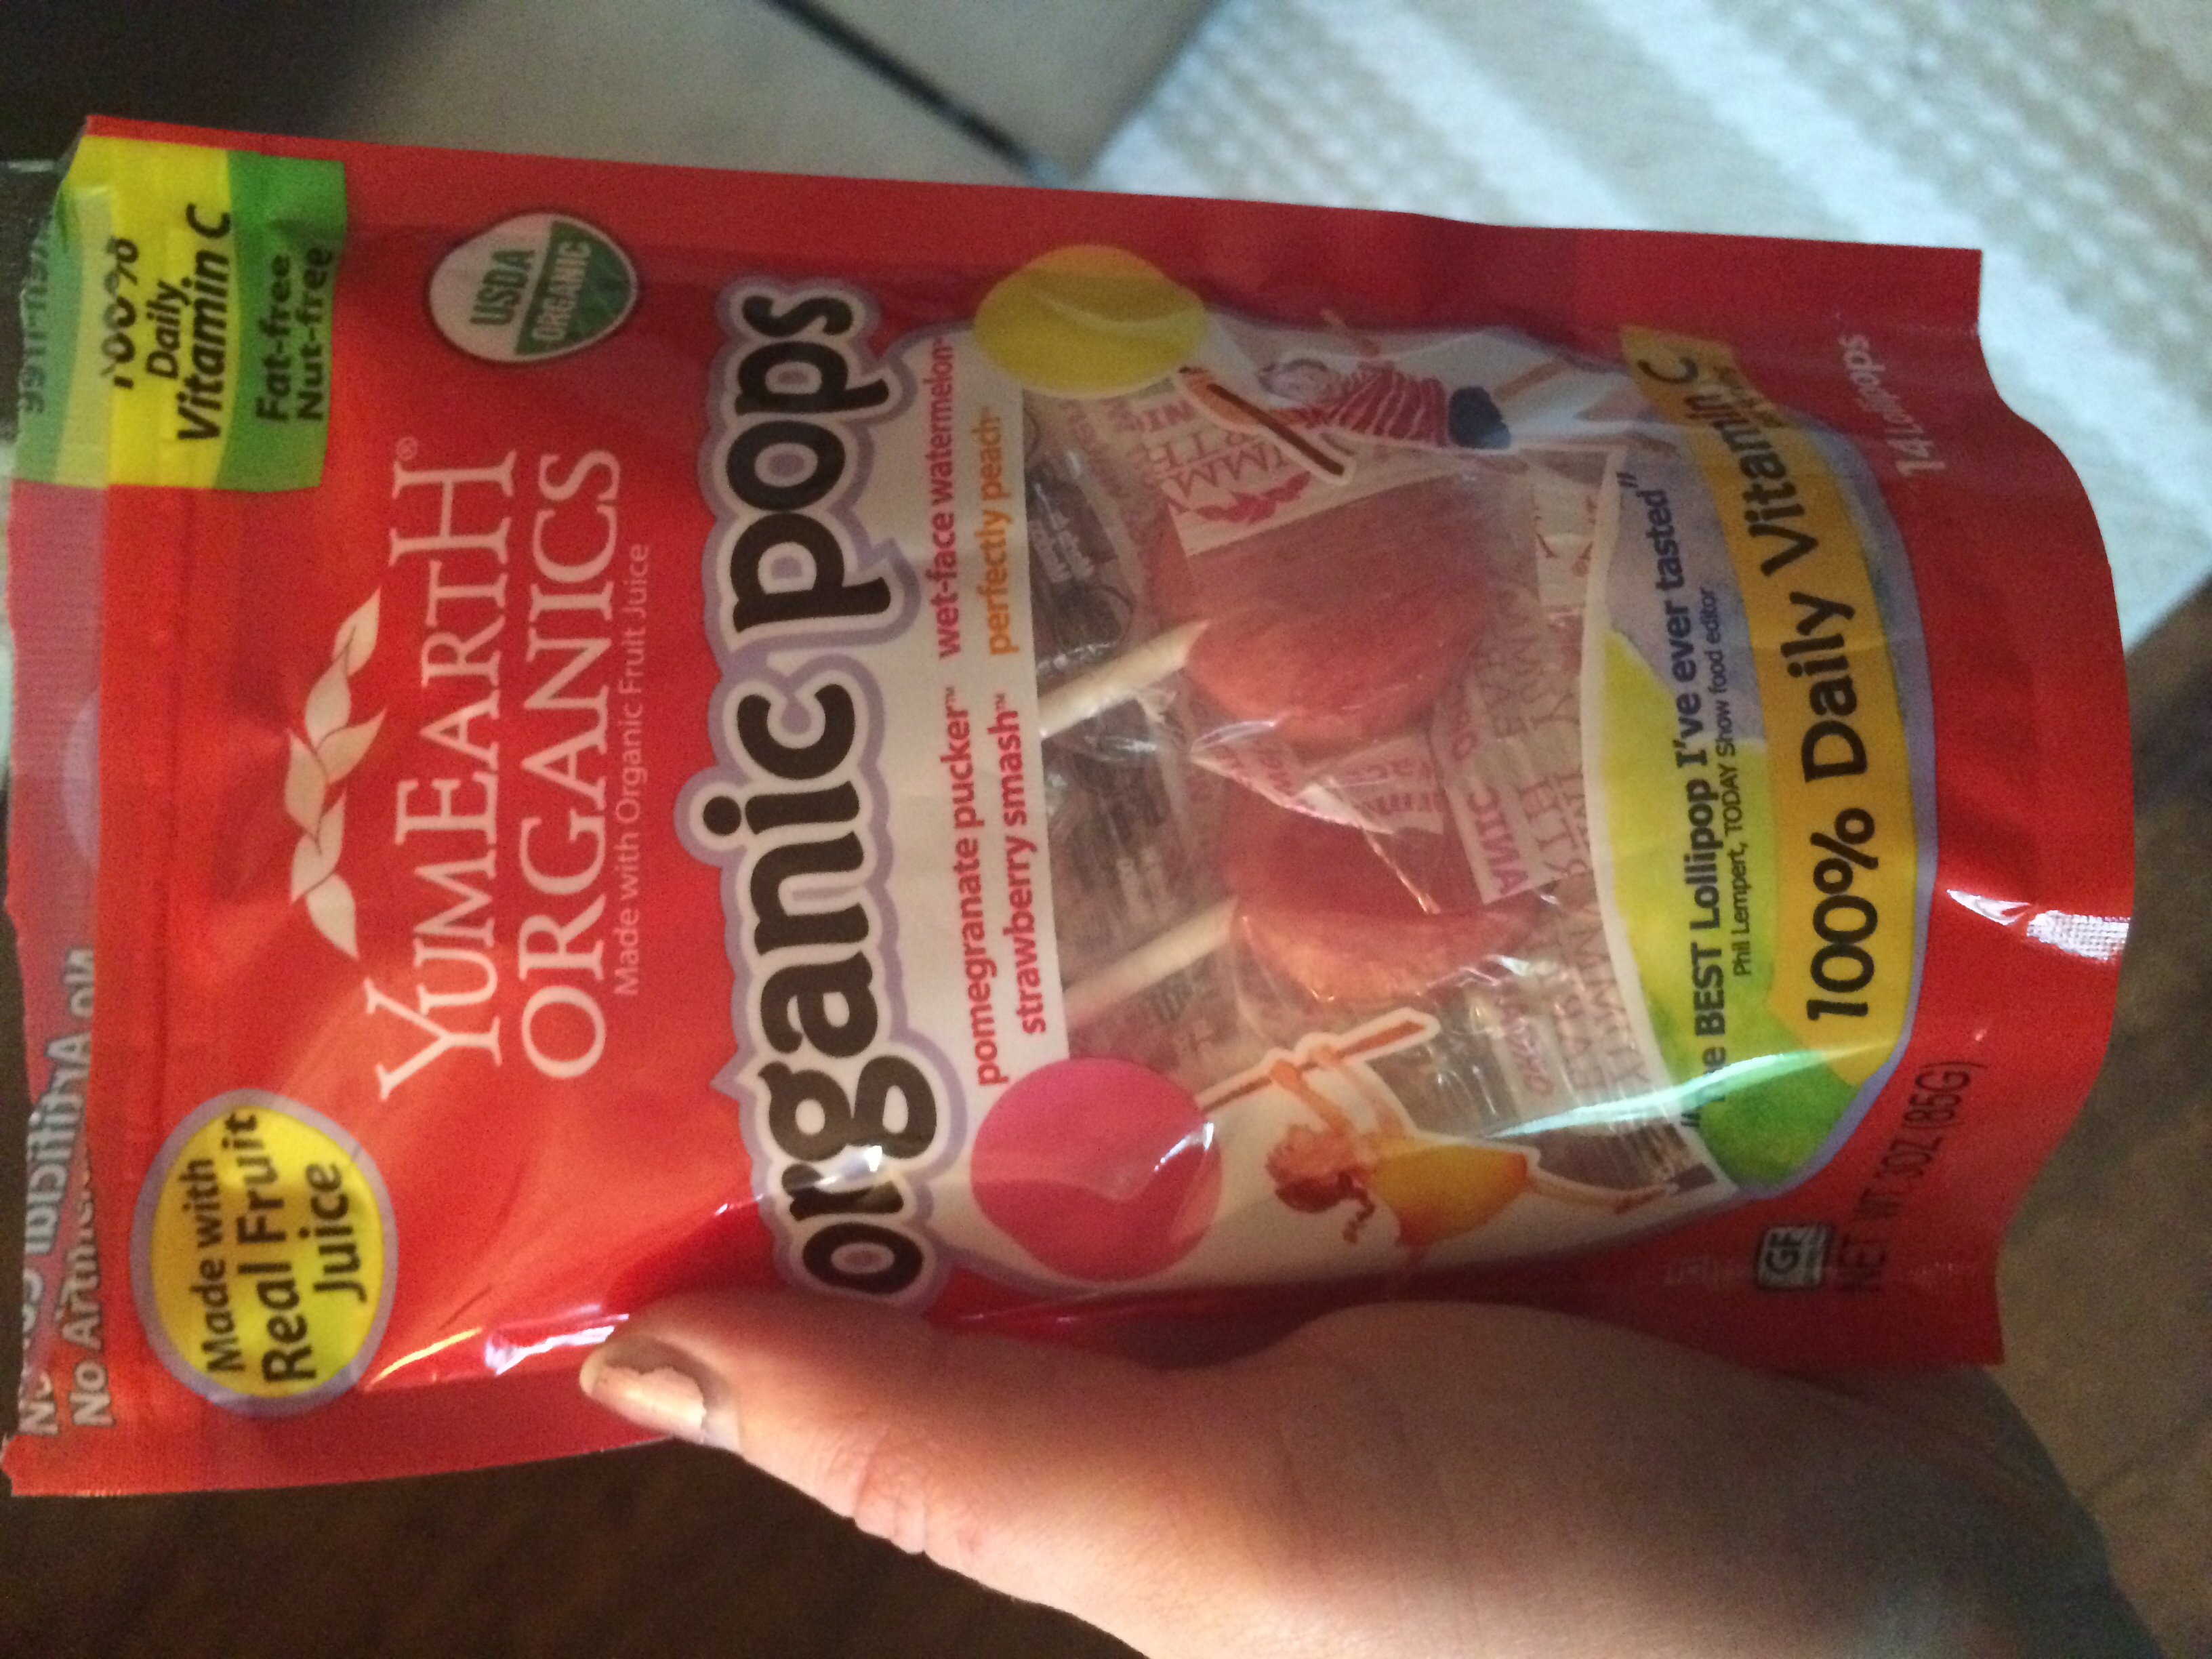 No Artificial
100%
Daily
Vitamin C
Fat-free
Nut-free
Made with
Real Fruit
Juice
YUMEARTH®
ORGANICS
Made with Organic Fruit Juice
USDA
ORGANIC
organic pops
pomegranate pucker™ wet-face watermelon™
strawberry smash™ perfectly peach™
"The BEST Lollipop I've ever tasted"
Phil Lempert, TODAY Show food editor
100% Daily Vitamin C
GF
NET WT 3OZ (85G)
14 Lollipops